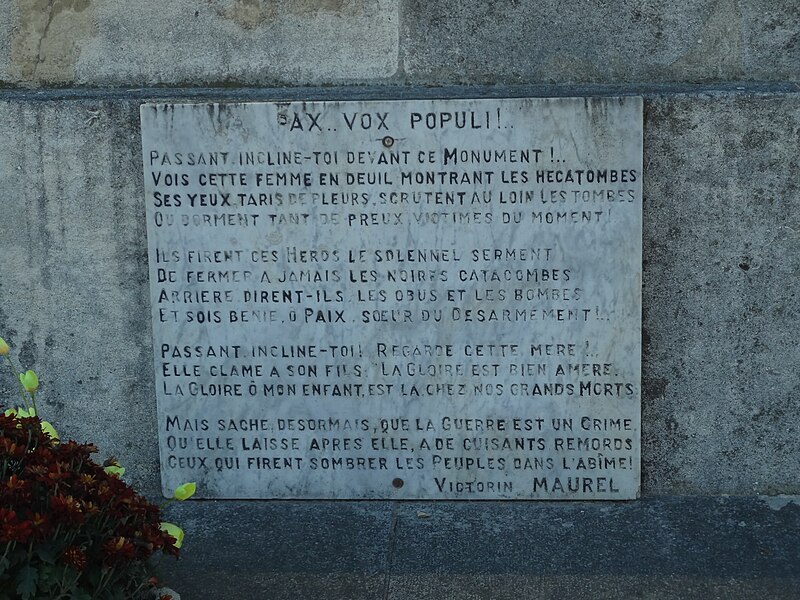 PAX.. VOX POPULI!..
PASSANT, INCLINE-TOI DEVANT CE MONUMENT!..
VOIS CETTE FEMME EN DEUIL MONTRANT LES HECATOMBES
SES YEUX, TARIS DE PLEURS, SCRUTENT AU LOIN LES TOMBES
OU DORMENT TANT DE PREUX, VICTIMES DU MOMENT!
ILS FIRENT CES HEROS LE SOLENNEL SERMENT
DE FERMER A JAMAIS LES NOIRES CATACOMBES
ARRIERE, DIRENT-ILS, LES OBUS ET LES BOMBES
ET SOIS BENIE, O PAIX.. SŒUR DU DESARMEMENT!..
PASSANT, INCLINE-TOI! REGARDE CETTE MERE!..
ELLE CLAME A SON FILS "LA GLOIRE EST BIEN AMERE,
LA GLOIRE Ô MON ENFANT, EST LA, CHEZ NOS GRANDS MORTS
MAIS SACHE, DESORMAIS, QUE LA GUERRE EST UN CRIME,
QU'ELLE LAISSE APRES ELLE, A DE CUISANTS REMORDS
CEUX QUI FIRENT SOMBRER LES PEUPLES DANS L'ABÎME!
VICTORIN MAUREL